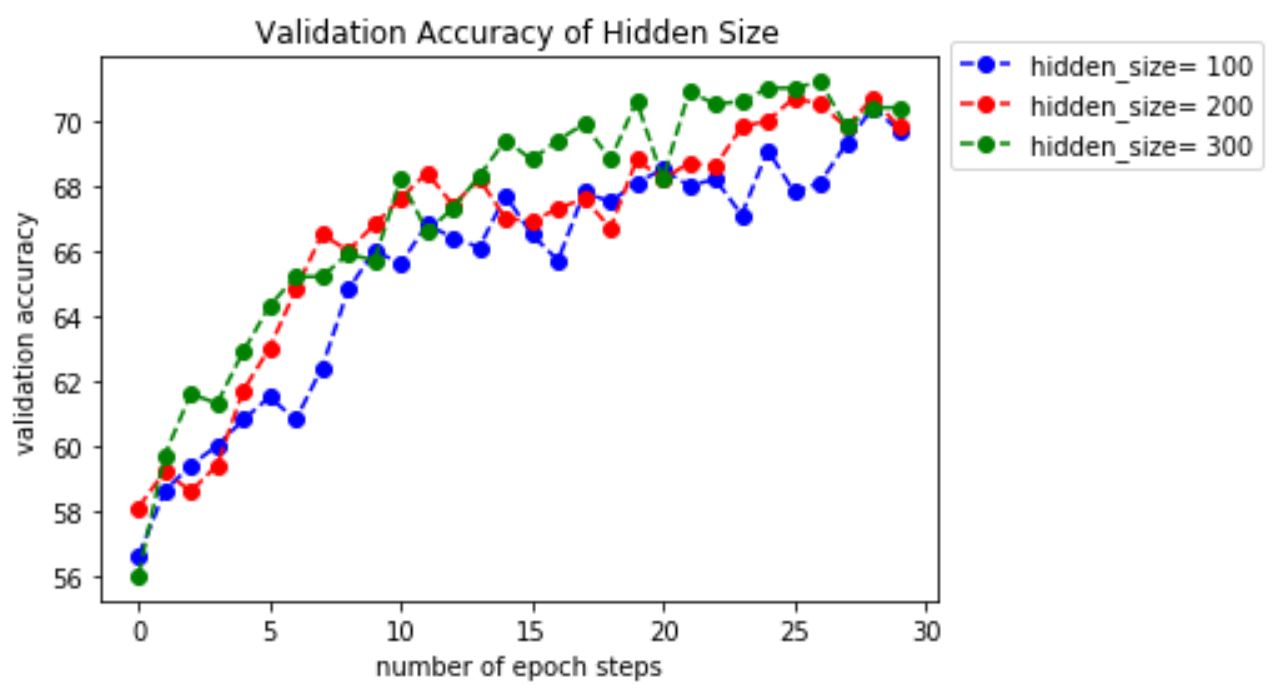 Validation Accuracy of Hidden Size
hidden_size= 100
hidden_size= 200
hidden_size= 300
validation accuracy
70
68
66
64
62
60
58
56
0 5 10 15 20 25 30
number of epoch steps